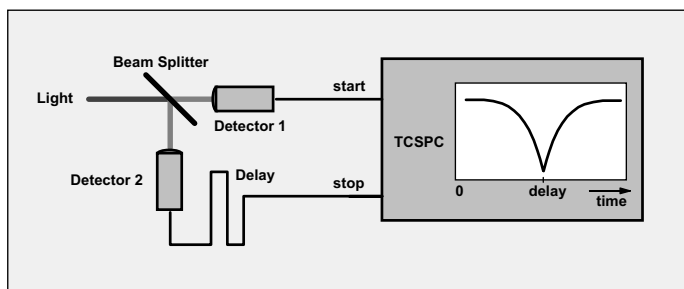 Beam Splitter
Light
start
Detector 1
TCSPC
Detector 2
Delay
stop
0
delay
time